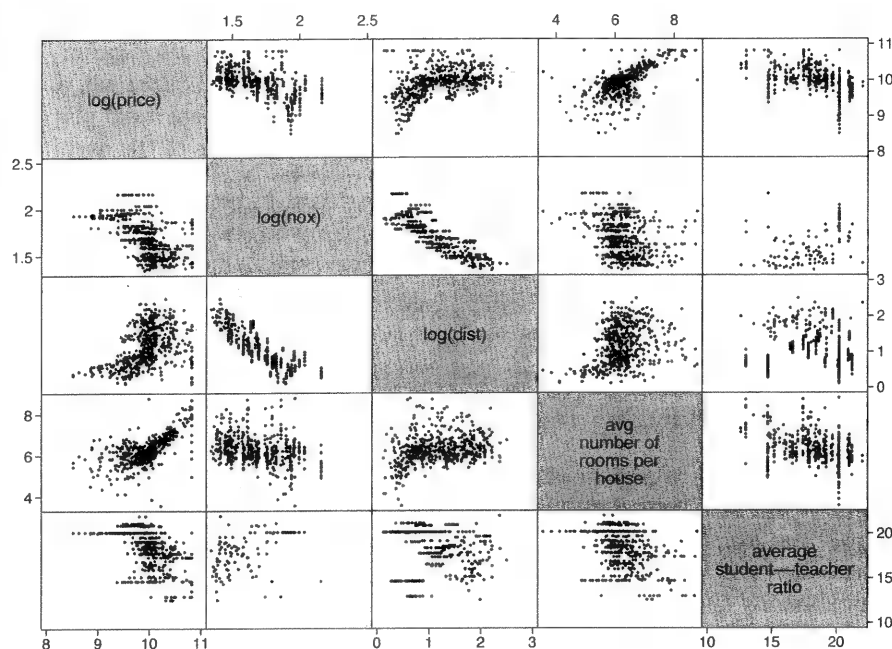 1.5 2 2.5 4 6 8
log(price)
11
10
9
8
2.5
2
1.5
log(nox)
log(dist)
3
2
1
0
8
6
4
avg
number of
rooms per
house
average
student—teacher
ratio
20
15
10
8 9 10 11 0 1 2 3 10 15 20